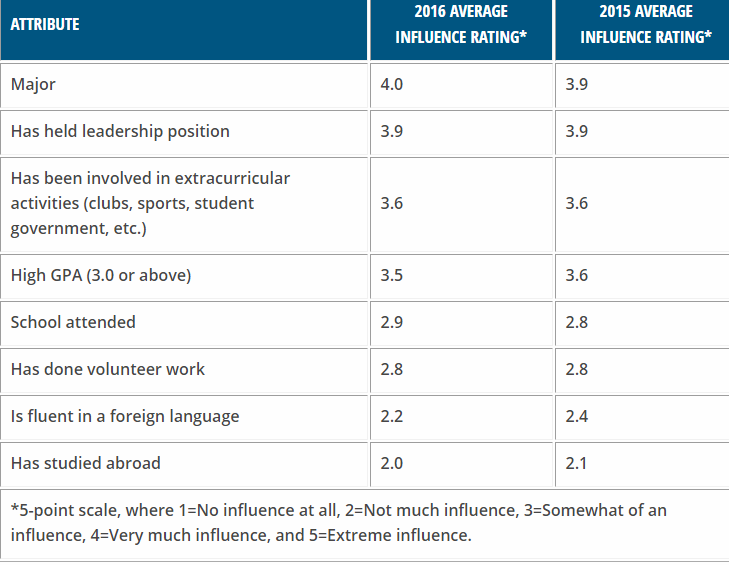 ATTRIBUTE
2016 AVERAGE
INFLUENCE RATING*
2015 AVERAGE
INFLUENCE RATING*
Major
4.0
3.9
Has held leadership position
3.9
3.9
Has been involved in extracurricular
activities (clubs, sports, student
government, etc.)
3.6
3.6
High GPA (3.0 or above)
3.5
3.6
School attended
2.9
2.8
Has done volunteer work
2.8
2.8
Is fluent in a foreign language
2.2
2.4
Has studied abroad
2.0
2.1
*5-point scale, where 1=No influence at all, 2=Not much influence, 3=Somewhat of an
influence, 4=Very much influence, and 5=Extreme influence.